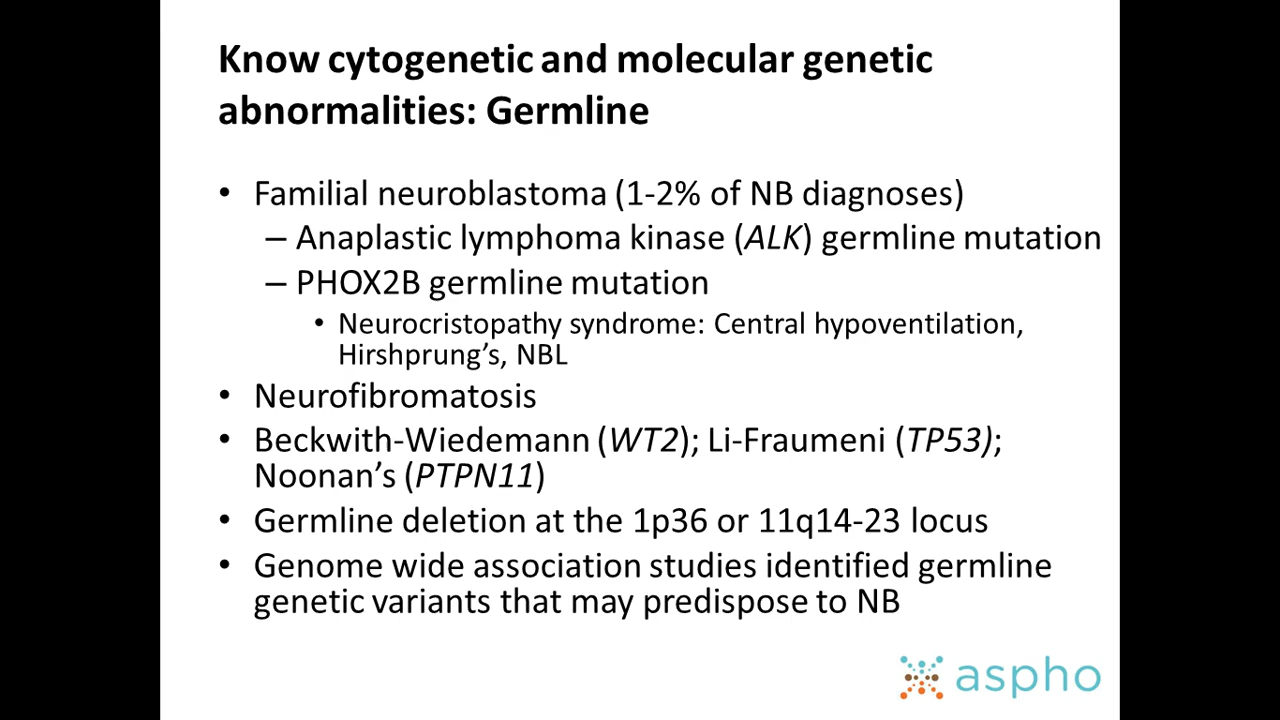 Know cytogenetic and molecular genetic
abnormalities: Germline
• Familial neuroblastoma (1-2% of NB diagnoses)
– Anaplastic lymphoma kinase (ALK) germline mutation
– PHOX2B germline mutation
• Neurocristopathy syndrome: Central hypoventilation,
Hirshprung’s, NBL
• Neurofibromatosis
• Beckwith-Wiedemann (WT2); Li-Fraumeni (TP53);
Noonan’s (PTPN11)
• Germline deletion at the 1p36 or 11q14-23 locus
• Genome wide association studies identified germline
genetic variants that may predispose to NB
aspho